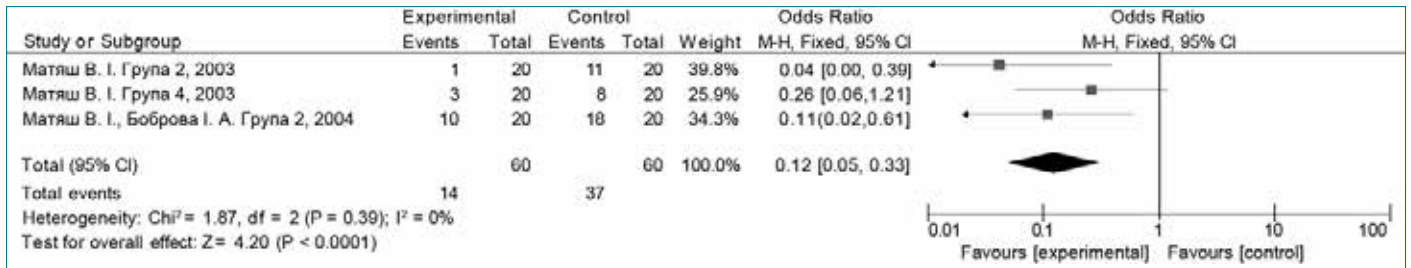 Experimental Control Odds Ratio Odds Ratio
Study or Subgroup Events Total Events Total Weight M-H, Fixed, 95% CI M-H, Fixed, 95% CI
Матяш В. І. Група 2, 2003 1 20 11 20 39.8% 0.04 [0.00, 0.39]
Матяш В. І. Група 4, 2003 3 20 8 20 25.9% 0.26 [0.06,1.21]
Матяш В. І., Боброва І. А. Група 2, 2004 10 20 18 20 34.3% 0.11(0.02,0.61]
Total (95% CI) 60 60 100.0% 0.12 [0.05, 0.33]
Total events 14 37
Heterogeneity: Chi² = 1.87, df = 2 (P = 0.39); I² = 0%
Test for overall effect: Z= 4.20 (P < 0.0001)
0.01 0.1 1 10 100
Favours [experimental] Favours [control]